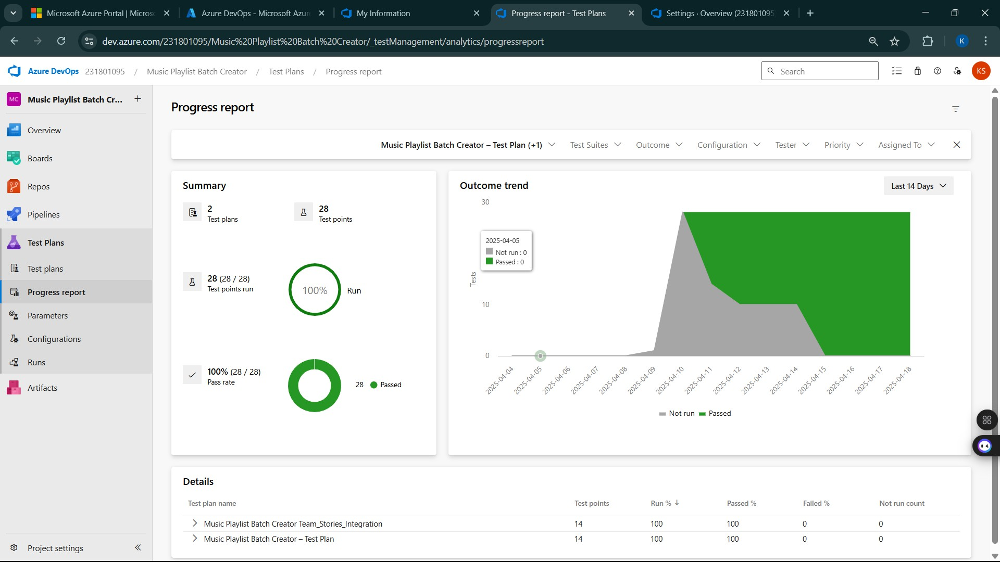 Microsoft Azure Portal | Micros
Azure DevOps - Microsoft Azur
My Information
Progress report - Test Plans
Settings · Overview (231801095
dev.azure.com/231801095/Music%20Playlist%20Batch%20Creator/_testManagement/analytics/progressreport
K
Azure DevOps 231801095 / Music Playlist Batch Creator / Test Plans / Progress report
Search
KS
MC Music Playlist Batch Cr... +
Overview
Boards
Repos
Pipelines
Test Plans
Test plans
Progress report
Parameters
Configurations
Runs
Artifacts
Project settings
Progress report
Music Playlist Batch Creator – Test Plan (+1) Test Suites Outcome Configuration Tester Priority Assigned To
Summary
2
Test plans
28
Test points
28 (28 / 28)
Test points run
100%
Run
100% (28 / 28)
Pass rate
28 Passed
Outcome trend
Last 14 Days
30
2025-04-05
Not run : 0
Passed : 0
Tests
10
0
2025-04-04
2025-04-05
2025-04-06
2025-04-07
2025-04-08
2025-04-09
2025-04-10
2025-04-11
2025-04-12
2025-04-13
2025-04-14
2025-04-15
2025-04-16
2025-04-17
2025-04-18
Not run Passed
Details
Test plan name Test points Run % Passed % Failed % Not run count
Music Playlist Batch Creator Team_Stories_Integration 14 100 100 0 0
Music Playlist Batch Creator – Test Plan 14 100 100 0 0